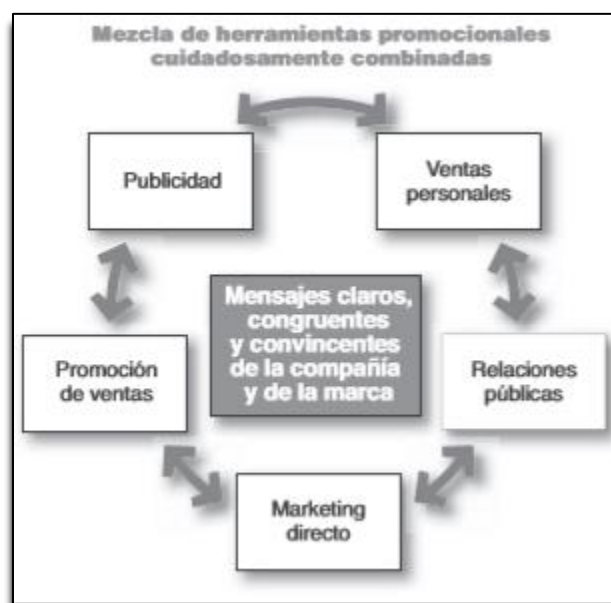 Mezcla de herramientas promocionales
cuidadosamente combinadas
Publicidad
Ventas
personales
Mensajes claros,
congruentes
y convincentes
de la compañía
y de la marca
Promoción
de ventas
Relaciones
públicas
Marketing
directo